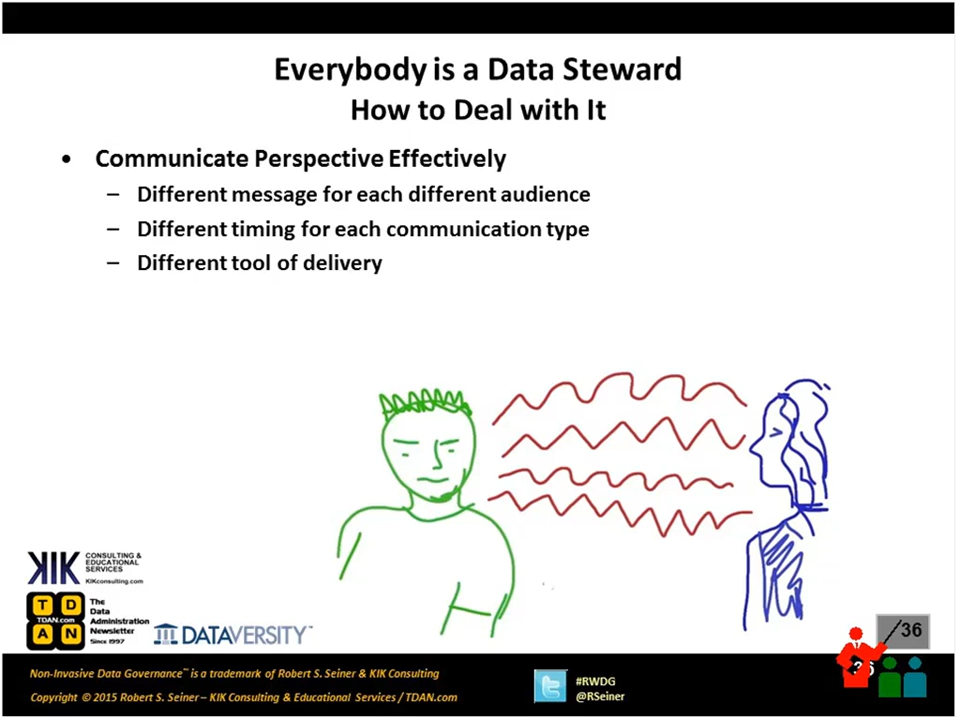 Everybody is a Data Steward
How to Deal with It
• Communicate Perspective Effectively
– Different message for each different audience
– Different timing for each communication type
– Different tool of delivery
KIK CONSULTING & EDUCATIONAL SERVICES
KIKconsulting.com
T D
TDAN.com
A N
The
Data
Administration
Newsletter
Since 1997
DATAVERSITY™
/36
36
Non-Invasive Data Governance™ is a trademark of Robert S. Seiner & KIK Consulting
Copyright © 2015 Robert S. Seiner – KIK Consulting & Educational Services / TDAN.com
#RWDG
@RSeiner